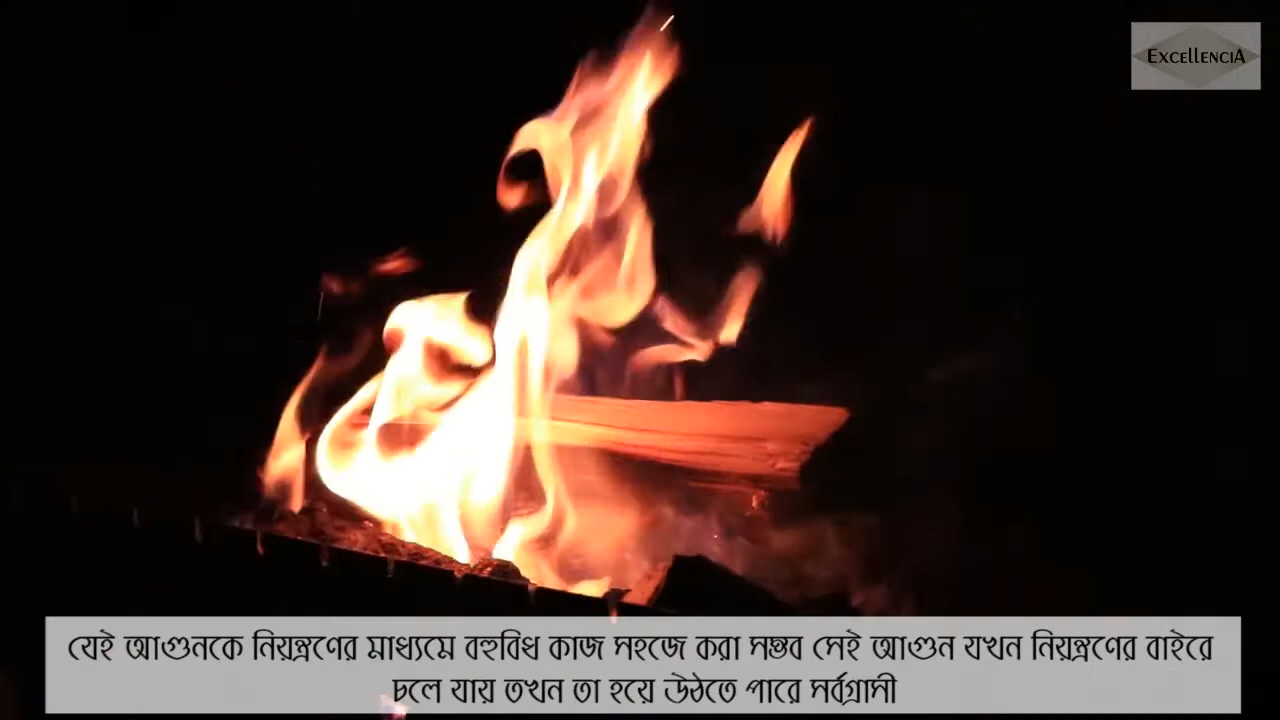 ExcellenciA
যেই আগুনকে নিয়ন্ত্রণের মাধ্যমে বহুবিধ কাজ সহজে করা সম্ভব সেই আগুন যখন নিয়ন্ত্রণের বাইরে
চলে যায় তখন তা হয়ে উঠতে পারে সর্বগ্রাসী